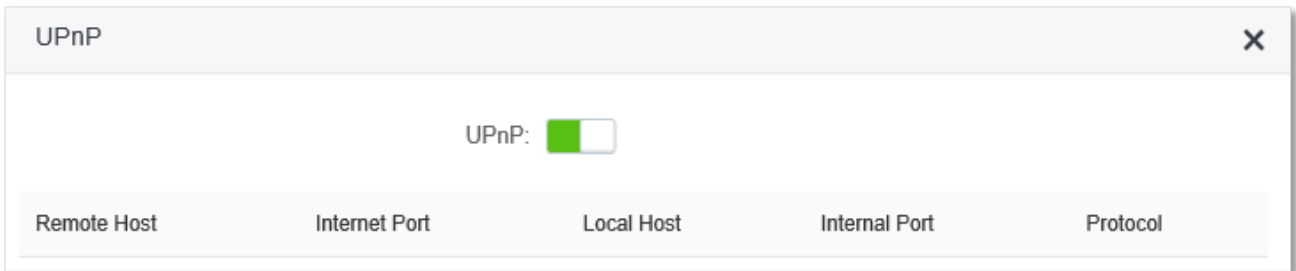 UPnP
UPnP:
Remote Host Internet Port Local Host Internal Port Protocol